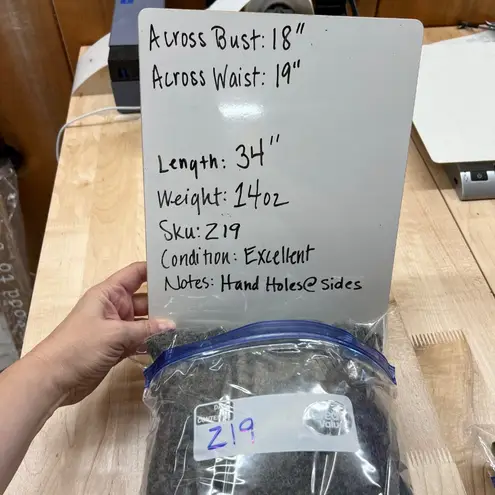 Across Bust: 18"
Across Waist: 19"
Length: 34"
Weight: 14oz
Sku: Z19
Condition: Excellent
Notes: Hand Holes@ Sides
Z19
Value